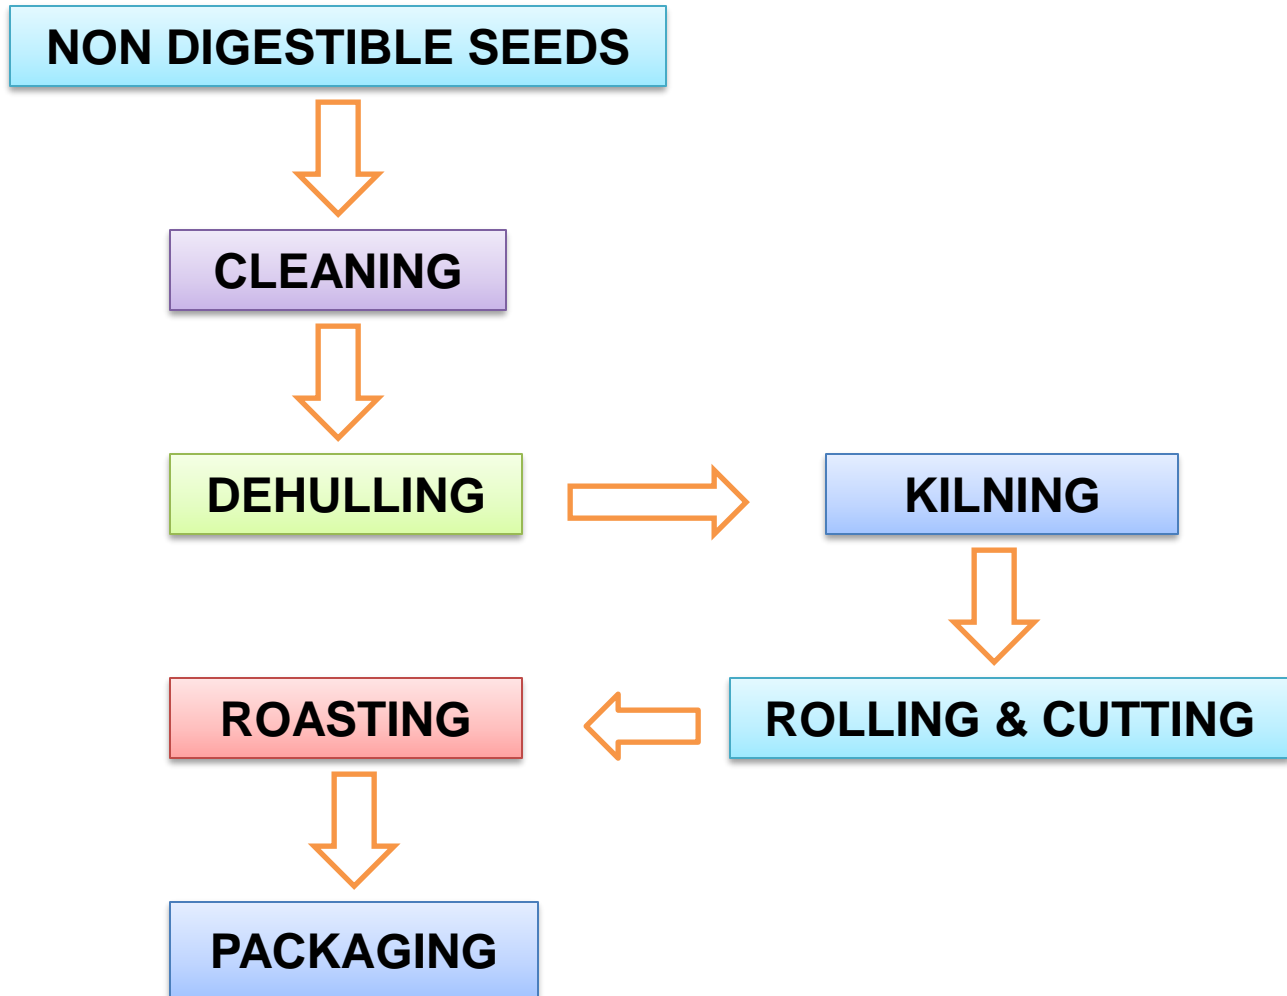 NON DIGESTIBLE SEEDS
CLEANING
DEHULLING
KILNING
ROLLING & CUTTING
ROASTING
PACKAGING